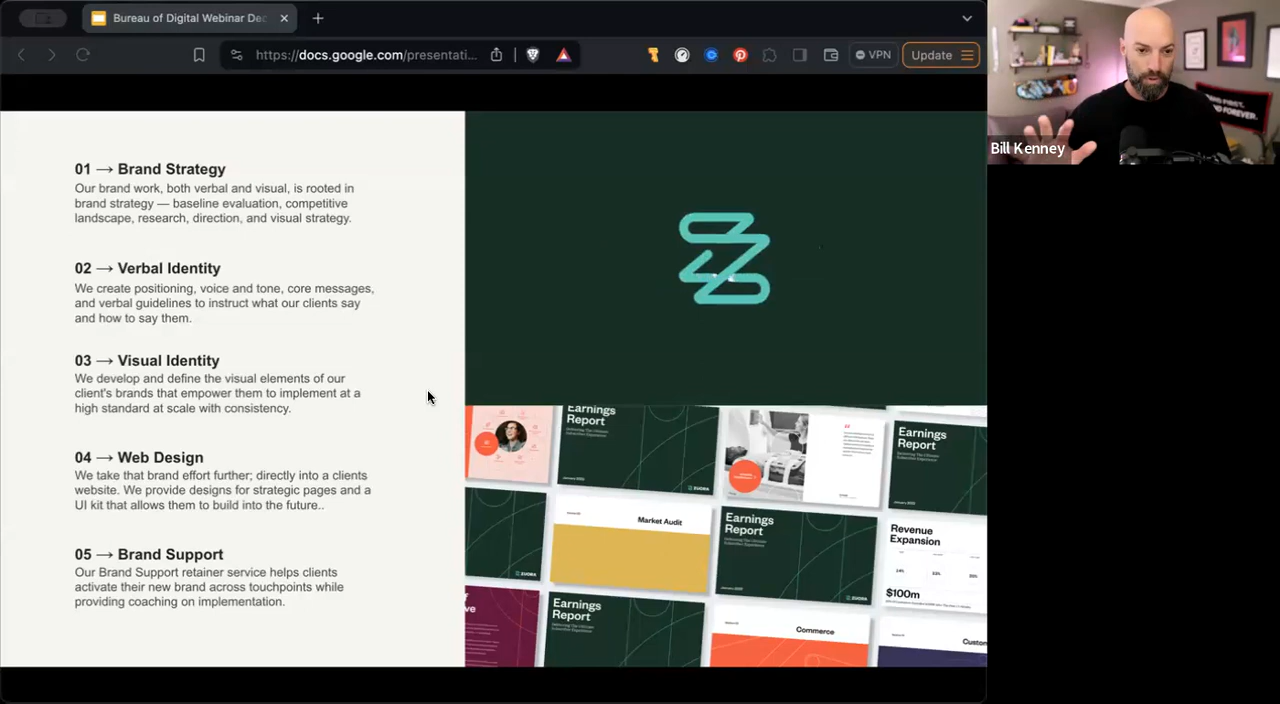 Bureau of Digital Webinar Dec
https://docs.google.com/presentati...
VPN
Update
01 → Brand Strategy
Our brand work, both verbal and visual, is rooted in
brand strategy — baseline evaluation, competitive
landscape, research, direction, and visual strategy.
02 → Verbal Identity
We create positioning, voice and tone, core messages,
and verbal guidelines to instruct what our clients say
and how to say them.
03 → Visual Identity
We develop and define the visual elements of our
client's brands that empower them to implement at a
high standard at scale with consistency.
04 → Web Design
We take that brand effort further; directly into a clients
website. We provide designs for strategic pages and a
UI kit that allows them to build into the future..
05 → Brand Support
Our Brand Support retainer service helps clients
activate their new brand across touchpoints while
providing coaching on implementation.
Earnings
Report
Earnings
Report
ZUORA
Market Audit
Earnings
Report
Revenue
Expansion
$100m
ZUORA
ZUORA
Earnings
Report
Commerce
Custom
Bill Kenney
FOREVER.